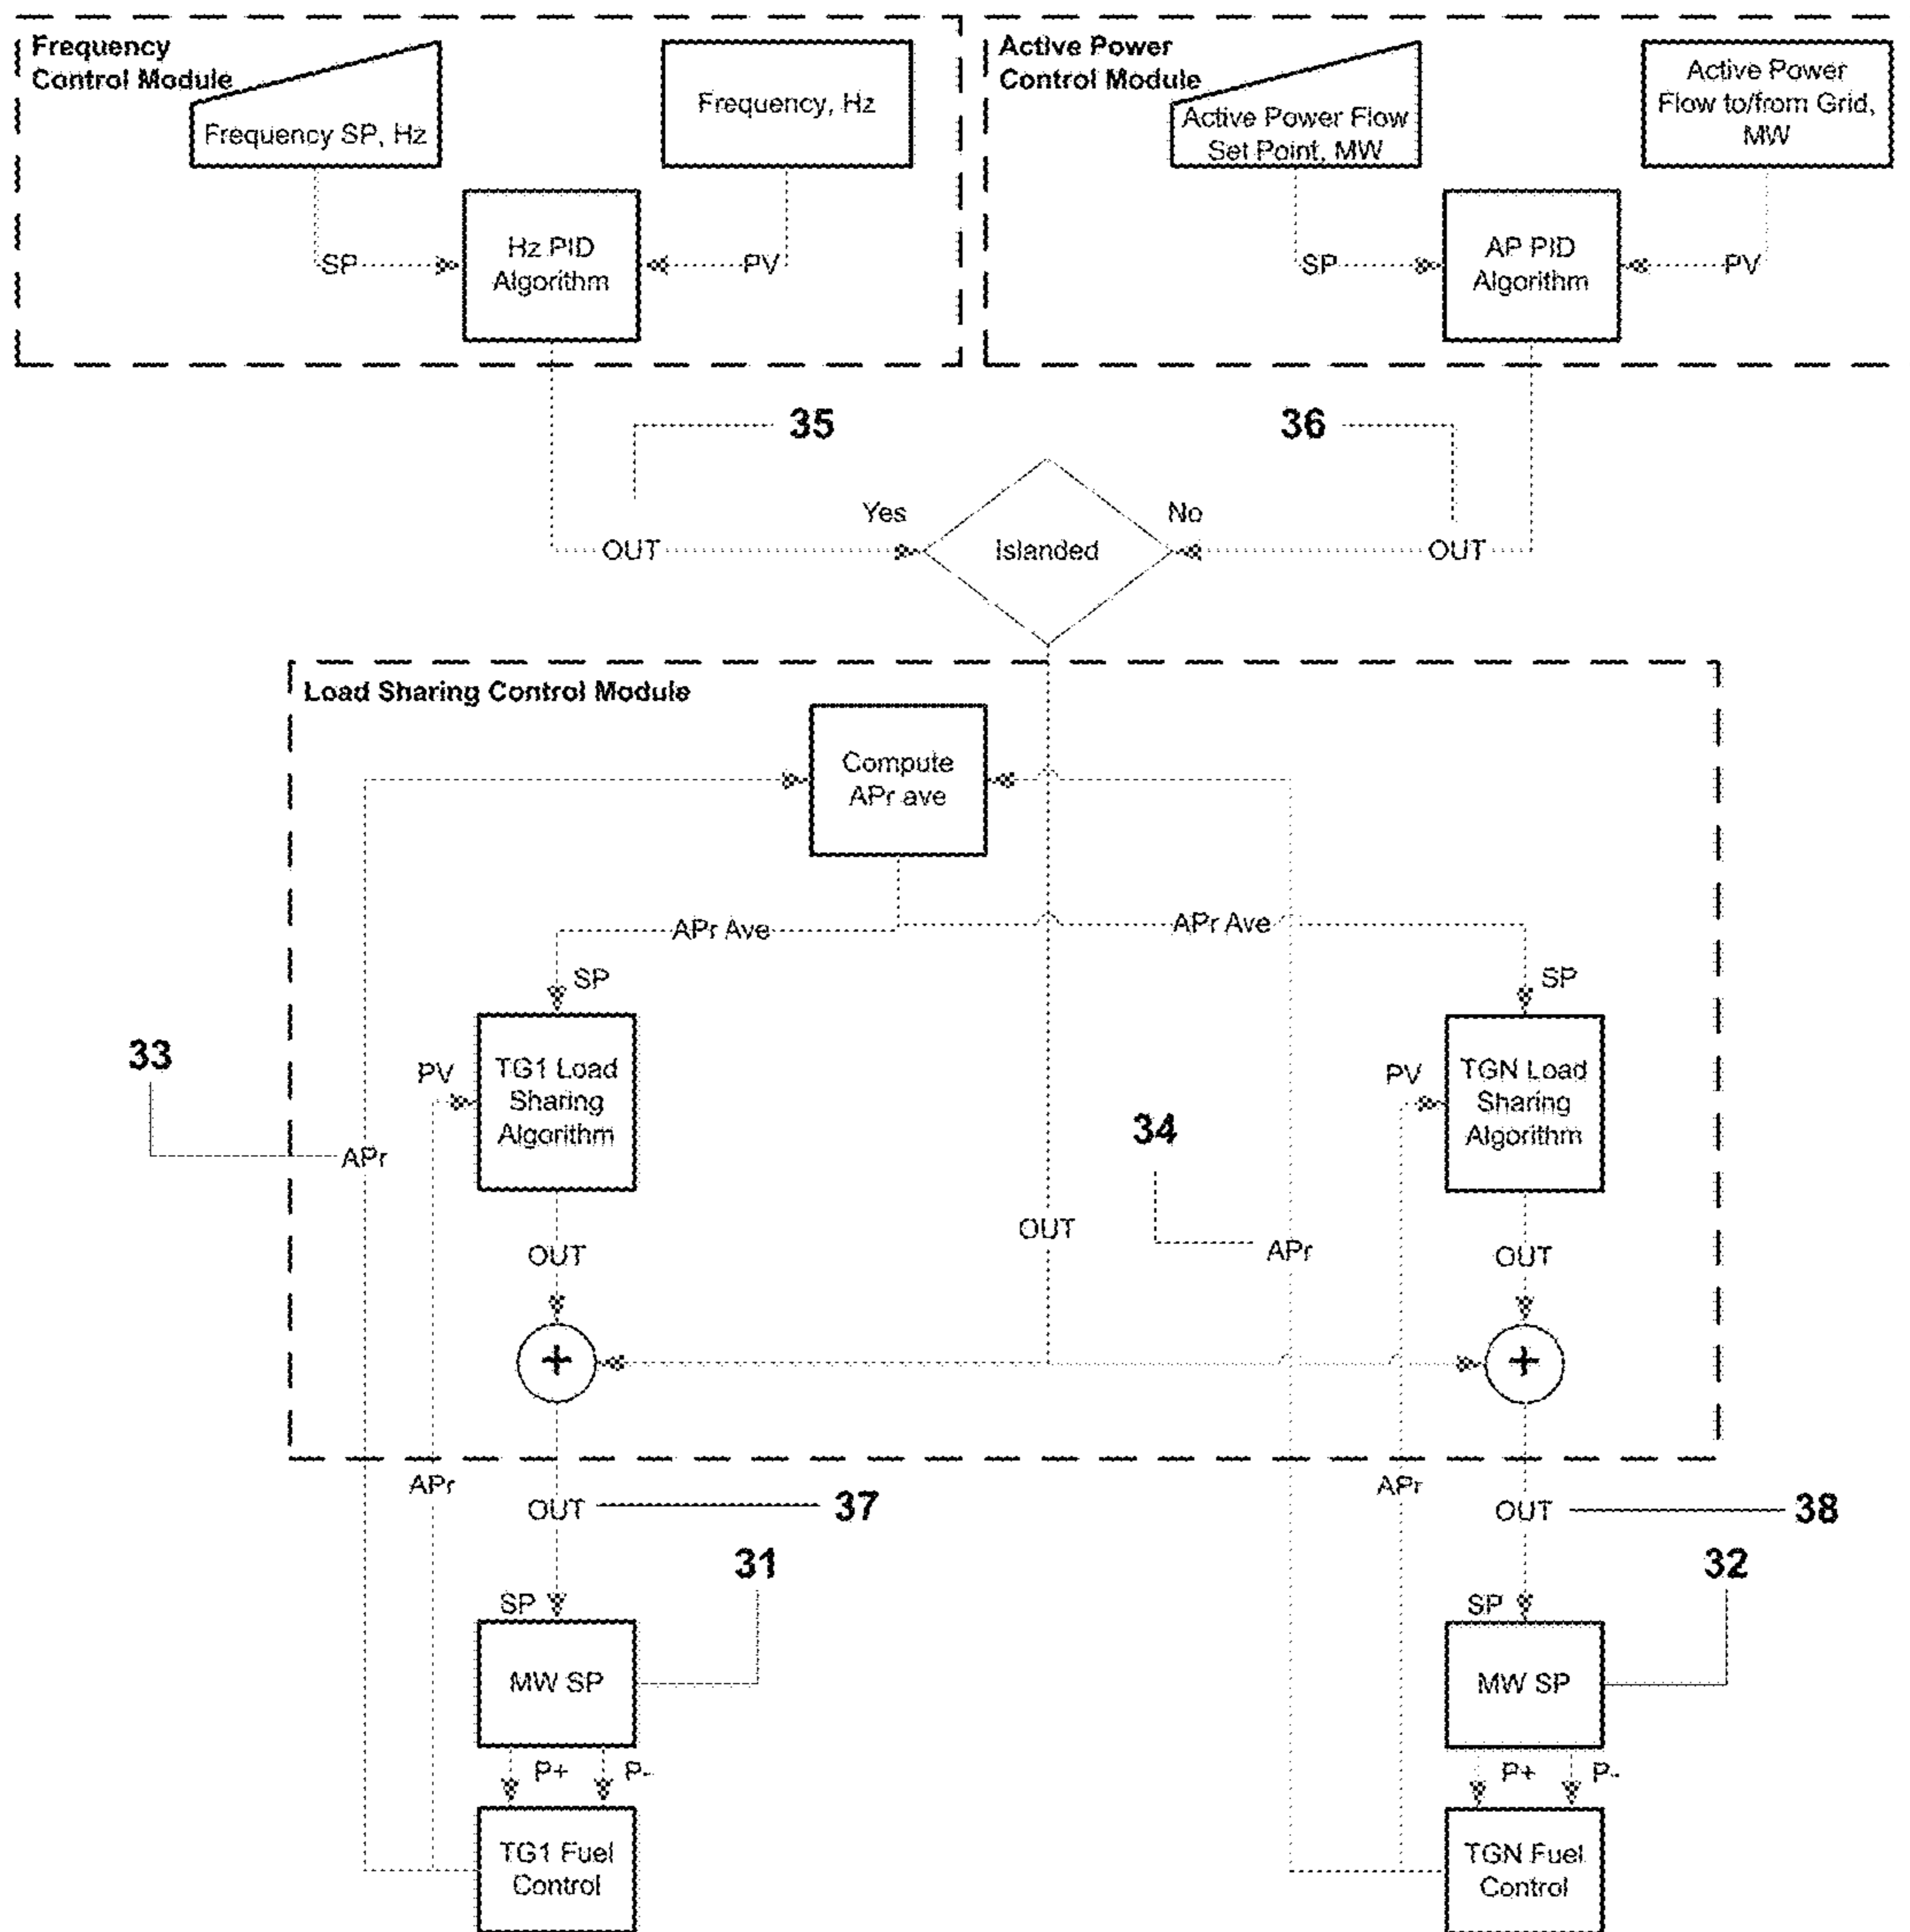 Frequency
Control Module
Frequency SP, Hz
Frequency, Hz
SP
Hz PID
Algorithm
PV
Active Power
Control Module
Active Power Flow
Set Point, MW
Active Power
Flow to/from Grid,
MW
SP
AP PID
Algorithm
PV
35
36
Yes
No
OUT
Islanded
OUT
Load Sharing Control Module
Compute
APr ave
APr Ave
APr Ave
SP
SP
33
PV
TG1 Load
Sharing
Algorithm
PV
TGN Load
Sharing
Algorithm
34
APr
OUT
APr
OUT
OUT
+
+
APr
APr
OUT
37
OUT
38
31
32
SP
SP
MW SP
MW SP
P+
P-
P+
P-
TG1 Fuel
Control
TGN Fuel
Control